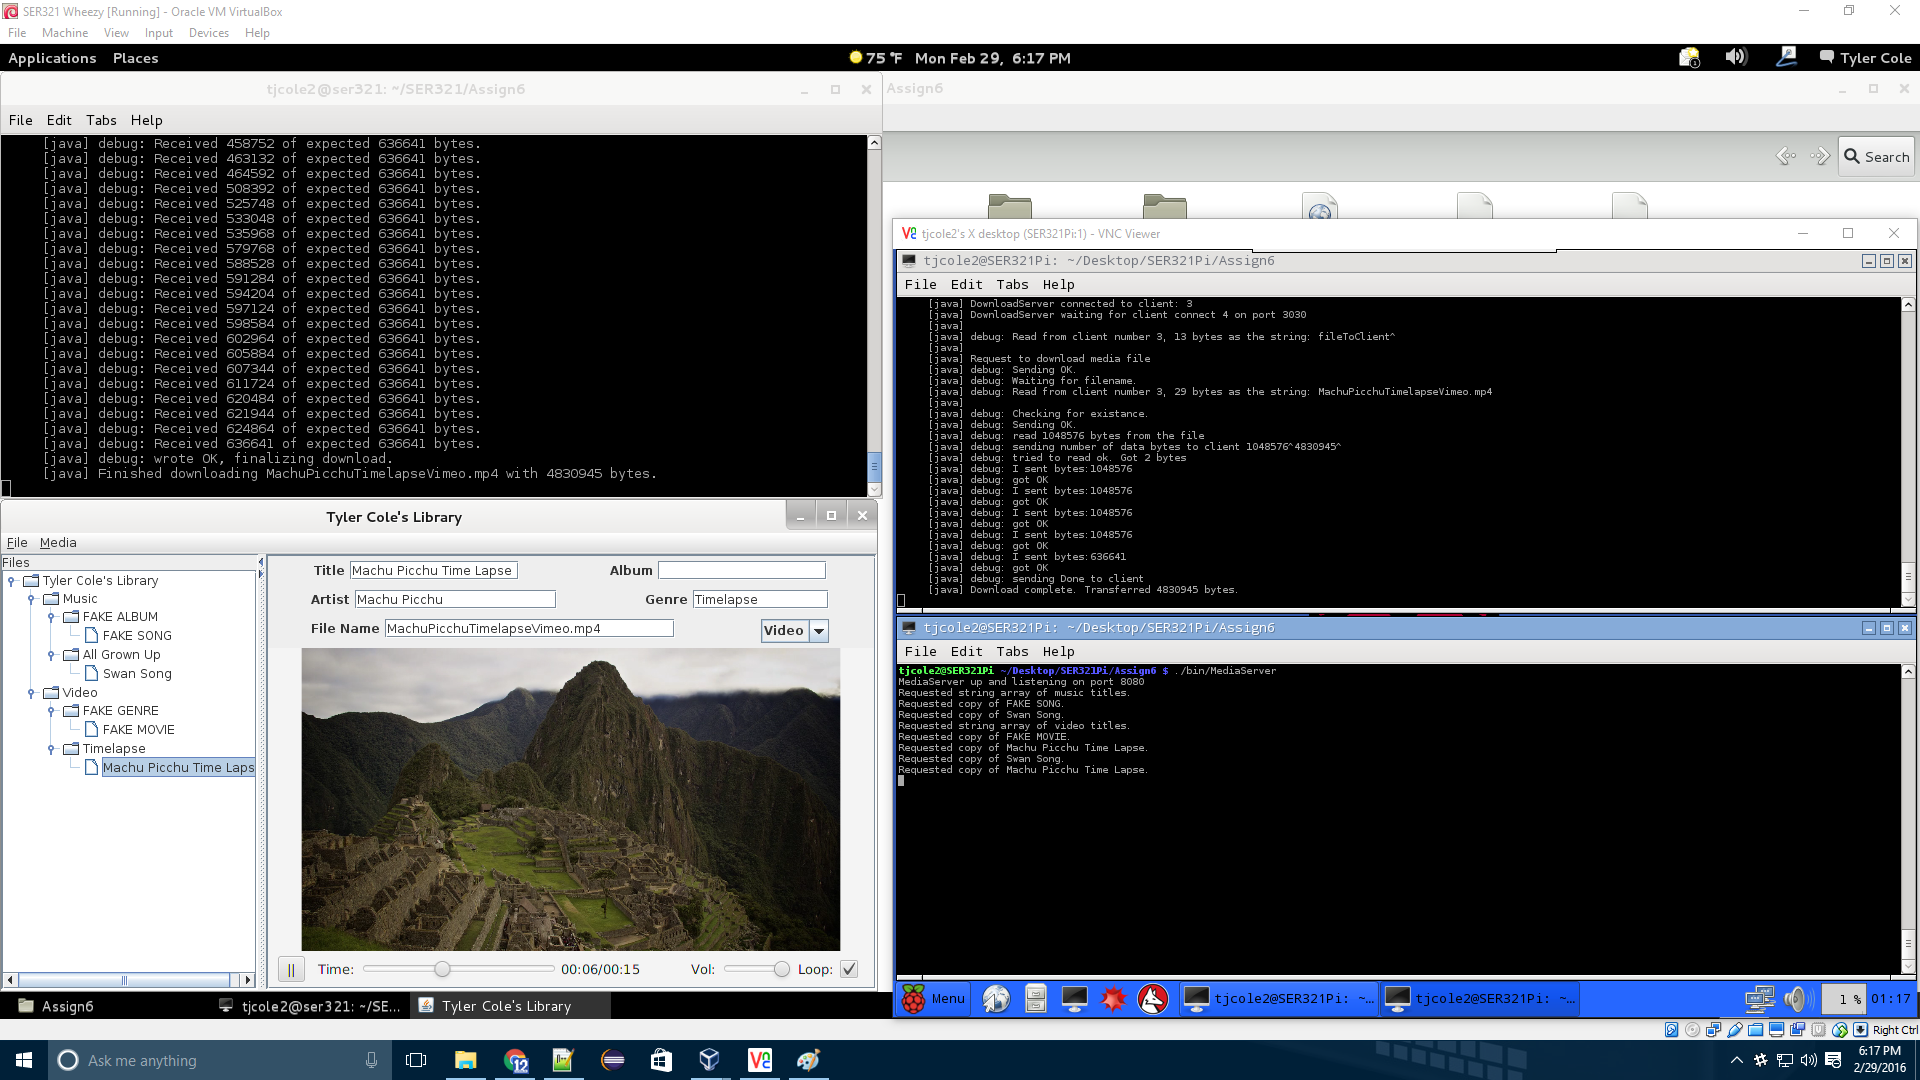 SER321 Wheezy [Running] - Oracle VM VirtualBox
File Machine View Input Devices Help
Applications Places
75 °F Mon Feb 29, 6:17 PM
Tyler Cole
tjcole2@ser321: ~/SER321/Assign6
File Edit Tabs Help
[java] debug: Received 458752 of expected 636641 bytes.
[java] debug: Received 463132 of expected 636641 bytes.
[java] debug: Received 464592 of expected 636641 bytes.
[java] debug: Received 508392 of expected 636641 bytes.
[java] debug: Received 525748 of expected 636641 bytes.
[java] debug: Received 533048 of expected 636641 bytes.
[java] debug: Received 535968 of expected 636641 bytes.
[java] debug: Received 579768 of expected 636641 bytes.
[java] debug: Received 588528 of expected 636641 bytes.
[java] debug: Received 591284 of expected 636641 bytes.
[java] debug: Received 594204 of expected 636641 bytes.
[java] debug: Received 597124 of expected 636641 bytes.
[java] debug: Received 598584 of expected 636641 bytes.
[java] debug: Received 602964 of expected 636641 bytes.
[java] debug: Received 605884 of expected 636641 bytes.
[java] debug: Received 607344 of expected 636641 bytes.
[java] debug: Received 611724 of expected 636641 bytes.
[java] debug: Received 620484 of expected 636641 bytes.
[java] debug: Received 621944 of expected 636641 bytes.
[java] debug: Received 624864 of expected 636641 bytes.
[java] debug: Received 636641 of expected 636641 bytes.
[java] debug: wrote OK, finalizing download.
[java] Finished downloading MachuPicchuTimelapseVimeo.mp4 with 4830945 bytes.
Assign6
Search
Tyler Cole's Library
File Media
Files
Tyler Cole's Library
Music
FAKE ALBUM
FAKE SONG
All Grown Up
Swan Song
Video
FAKE GENRE
FAKE MOVIE
Timelapse
Machu Picchu Time Laps
Title Machu Picchu Time Lapse Album
Artist Machu Picchu Genre Timelapse
File Name MachuPicchuTimelapseVimeo.mp4 Video
Time: 00:06/00:15 Vol: Loop:
tjcole2's X desktop (SER321Pi:1) - VNC Viewer
tjcole2@SER321Pi: ~/Desktop/SER321Pi/Assign6
File Edit Tabs Help
[java] DownloadServer connected to client: 3
[java] DownloadServer waiting for client connect 4 on port 3030
[java]
[java] debug: Read from client number 3, 13 bytes as the string: fileToClient^
[java]
[java] Request to download media file
[java] debug: Sending OK.
[java] debug: Waiting for filename.
[java] debug: Read from client number 3, 29 bytes as the string: MachuPicchuTimelapseVimeo.mp4
[java]
[java] debug: Checking for existance.
[java] debug: Sending OK.
[java] debug: read 1048576 bytes from the file
[java] debug: sending number of data bytes to client 1048576^4830945^
[java] debug: tried to read ok. Got 2 bytes
[java] debug: I sent bytes:1048576
[java] debug: got OK
[java] debug: I sent bytes:1048576
[java] debug: got OK
[java] debug: I sent bytes:1048576
[java] debug: got OK
[java] debug: I sent bytes:1048576
[java] debug: got OK
[java] debug: I sent bytes:636641
[java] debug: got OK
[java] debug: sending Done to client
[java] Download complete. Transferred 4830945 bytes.
tjcole2@SER321Pi: ~/Desktop/SER321Pi/Assign6
File Edit Tabs Help
tjcole2@SER321Pi ~/Desktop/SER321Pi/Assign6 $ ./bin/MediaServer
MediaServer up and listening on port 8080
Requested string array of music titles.
Requested copy of FAKE SONG.
Requested copy of Swan Song.
Requested string array of video titles.
Requested copy of FAKE MOVIE.
Requested copy of Machu Picchu Time Lapse.
Requested copy of Swan Song.
Requested copy of Machu Picchu Time Lapse.
Menu tjcole2@SER321Pi: ~... tjcole2@SER321Pi: ~... 1 % 01:17
Assign6 tjcole2@ser321: ~/SE... Tyler Cole's Library
Right Ctrl
Ask me anything
12
6:17 PM
2/29/2016